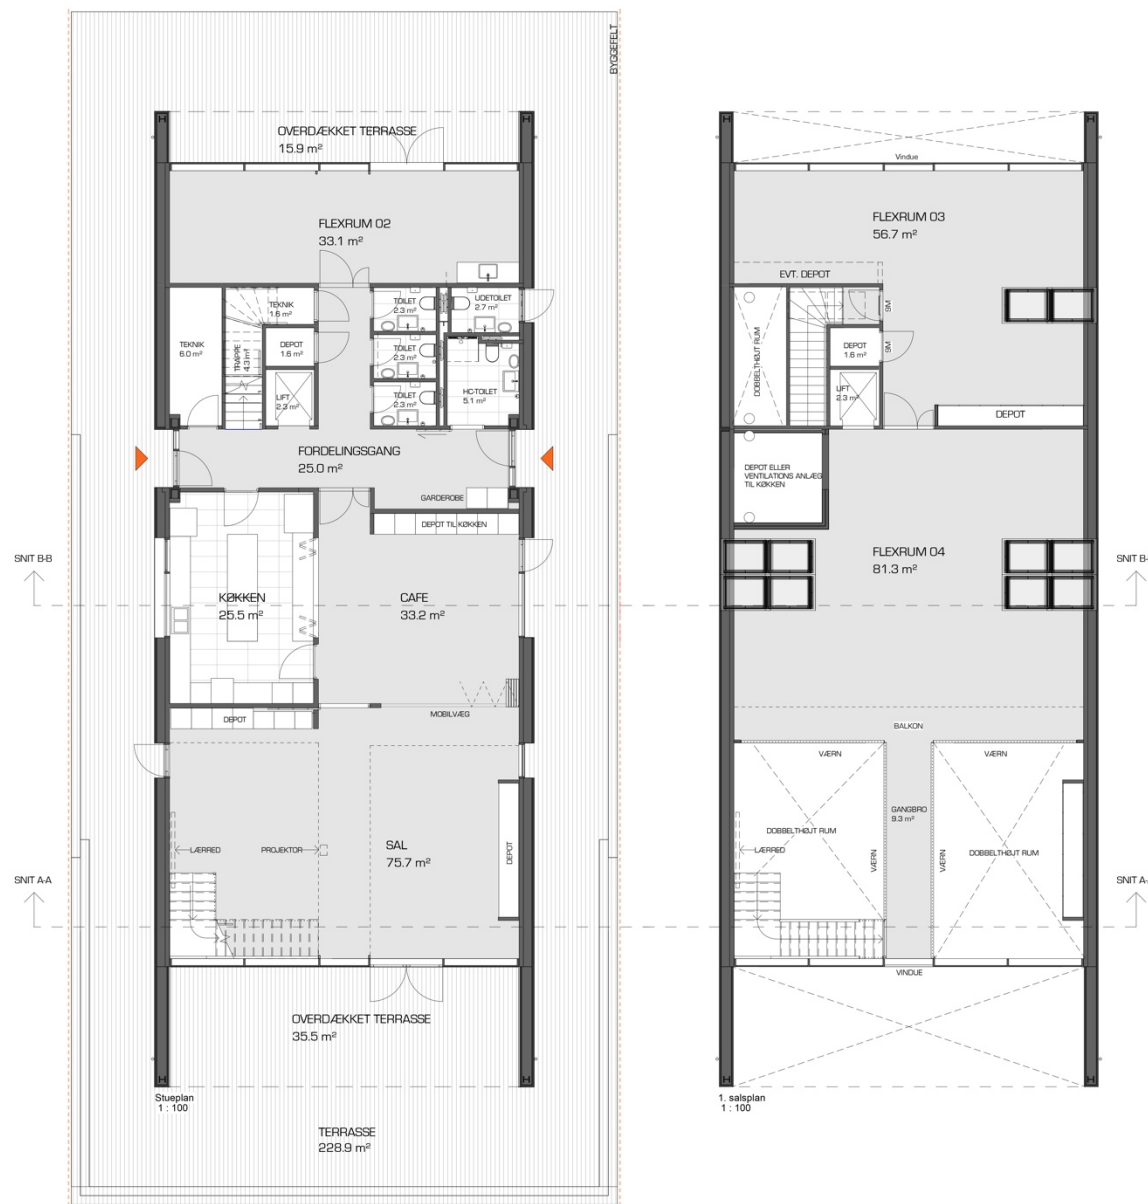 BYGGEFELT
OVERDÆKKET TERRASSE
15.9 m²
FLEXRUM 02
33.1 m²
TEKNIK
1.6 m²
TOILET
2.3 m²
UDETOILET
2.7 m²
TEKNIK
6.0 m²
TRAPPE
4.3 m²
DEPOT
1.6 m²
TOILET
2.3 m²
LIFT
2.3 m²
TOILET
2.3 m²
HC-TOILET
5.1 m²
FORDELINGSGANG
25.0 m²
GARDEROBE
DEPOT TIL KØKKEN
SNIT B-B
KØKKEN
25.5 m²
CAFE
33.2 m²
DEPOT
MOBILVÆG
LÆRRED
PROJEKTOR
SAL
75.7 m²
DEPOT
SNIT A-A
OVERDÆKKET TERRASSE
35.5 m²
Stueplan
1 : 100
TERRASSE
228.9 m²
Vindue
FLEXRUM 03
56.7 m²
EVT. DEPOT
DOBBELTHØJT RUM
SM
DEPOT
1.6 m²
SM
LIFT
2.3 m²
DEPOT
DEPOT ELLER
VENTILATIONS ANLÆG
TIL KØKKEN
FLEXRUM 04
81.3 m²
SNIT B-
BALKON
VÆRN
VÆRN
GANGBRO
9.3 m²
DOBBELTHØJT RUM
LÆRRED
VÆRN
VÆRN
DOBBELTHØJT RUM
SNIT A-
VINDUE
1. salsplan
1 : 100